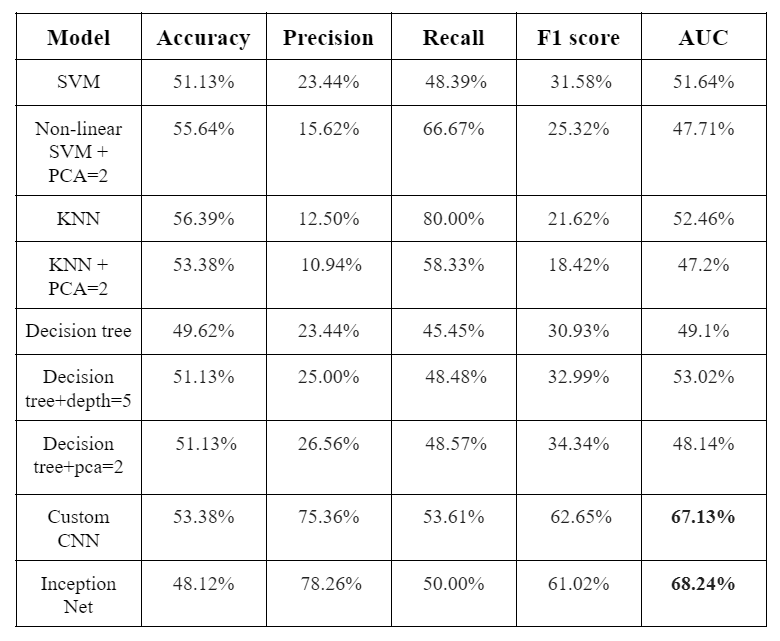 Model Accuracy Precision Recall F1 score AUC
SVM 51.13% 23.44% 48.39% 31.58% 51.64%
Non-linear 55.64% 15.62% 66.67% 25.32% 47.71%
SVM +
PCA=2
KNN 56.39% 12.50% 80.00% 21.62% 52.46%
KNN + 53.38% 10.94% 58.33% 18.42% 47.2%
PCA=2
Decision tree 49.62% 23.44% 45.45% 30.93% 49.1%
Decision 51.13% 25.00% 48.48% 32.99% 53.02%
tree+depth=5
Decision 51.13% 26.56% 48.57% 34.34% 48.14%
tree+pca=2
Custom 53.38% 75.36% 53.61% 62.65% 67.13%
CNN
Inception 48.12% 78.26% 50.00% 61.02% 68.24%
Net